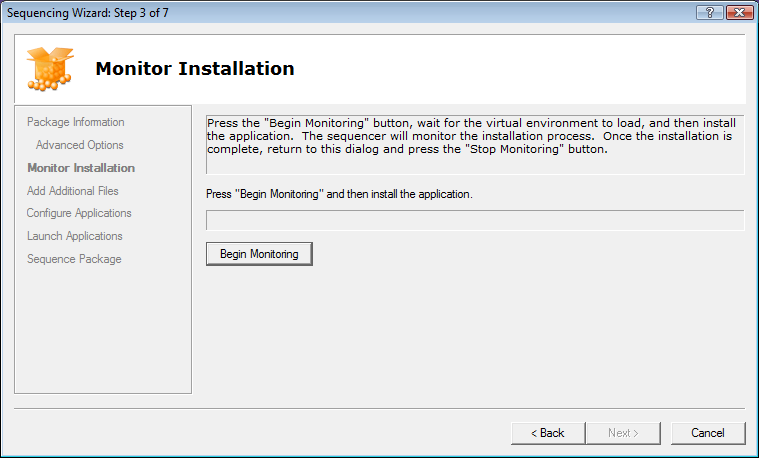 Sequencing Wizard: Step 3 of 7
Monitor Installation
Package Information
Advanced Options
Monitor Installation
Add Additional Files
Configure Applications
Launch Applications
Sequence Package
Press the "Begin Monitoring" button, wait for the virtual environment to load, and then install
the application.  The sequencer will monitor the installation process.  Once the installation is
complete, return to this dialog and press the "Stop Monitoring" button.
Press "Begin Monitoring" and then install the application.
Begin Monitoring
< Back
Next >
Cancel